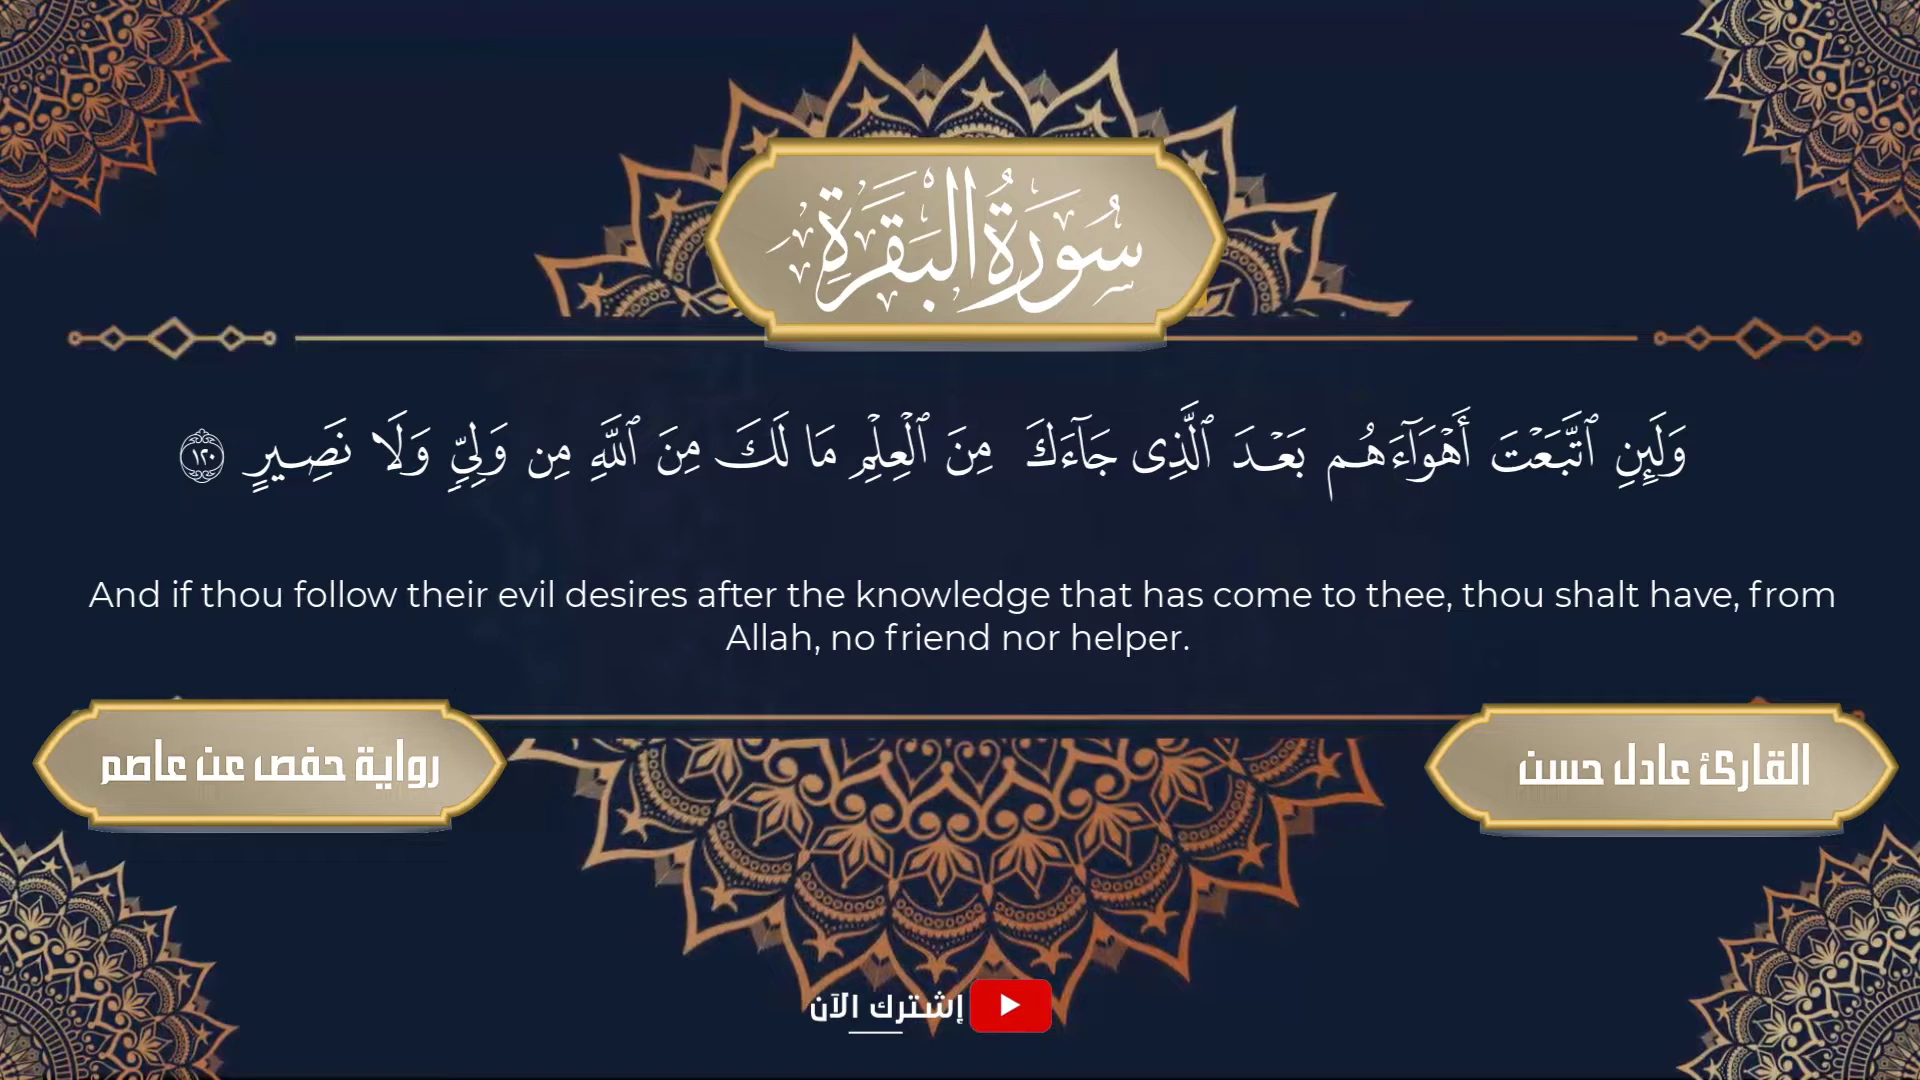 سُورَةُ البَقَرَةِ
وَلَئِنِ ٱتَّبَعْتَ أَهْوَآءَهُم بَعْدَ ٱلَّذِى جَآءَكَ مِنَ ٱلْعِلْمِ مَا لَكَ مِنَ ٱللَّهِ مِن وَلِىٍّ وَلَا نَصِيرٍ ١٢٠
And if thou follow their evil desires after the knowledge that has come to thee, thou shalt have, from
Allah, no friend nor helper.
القارئ عادل حسن
رواية حفص عن عاصم
إشترك الآن